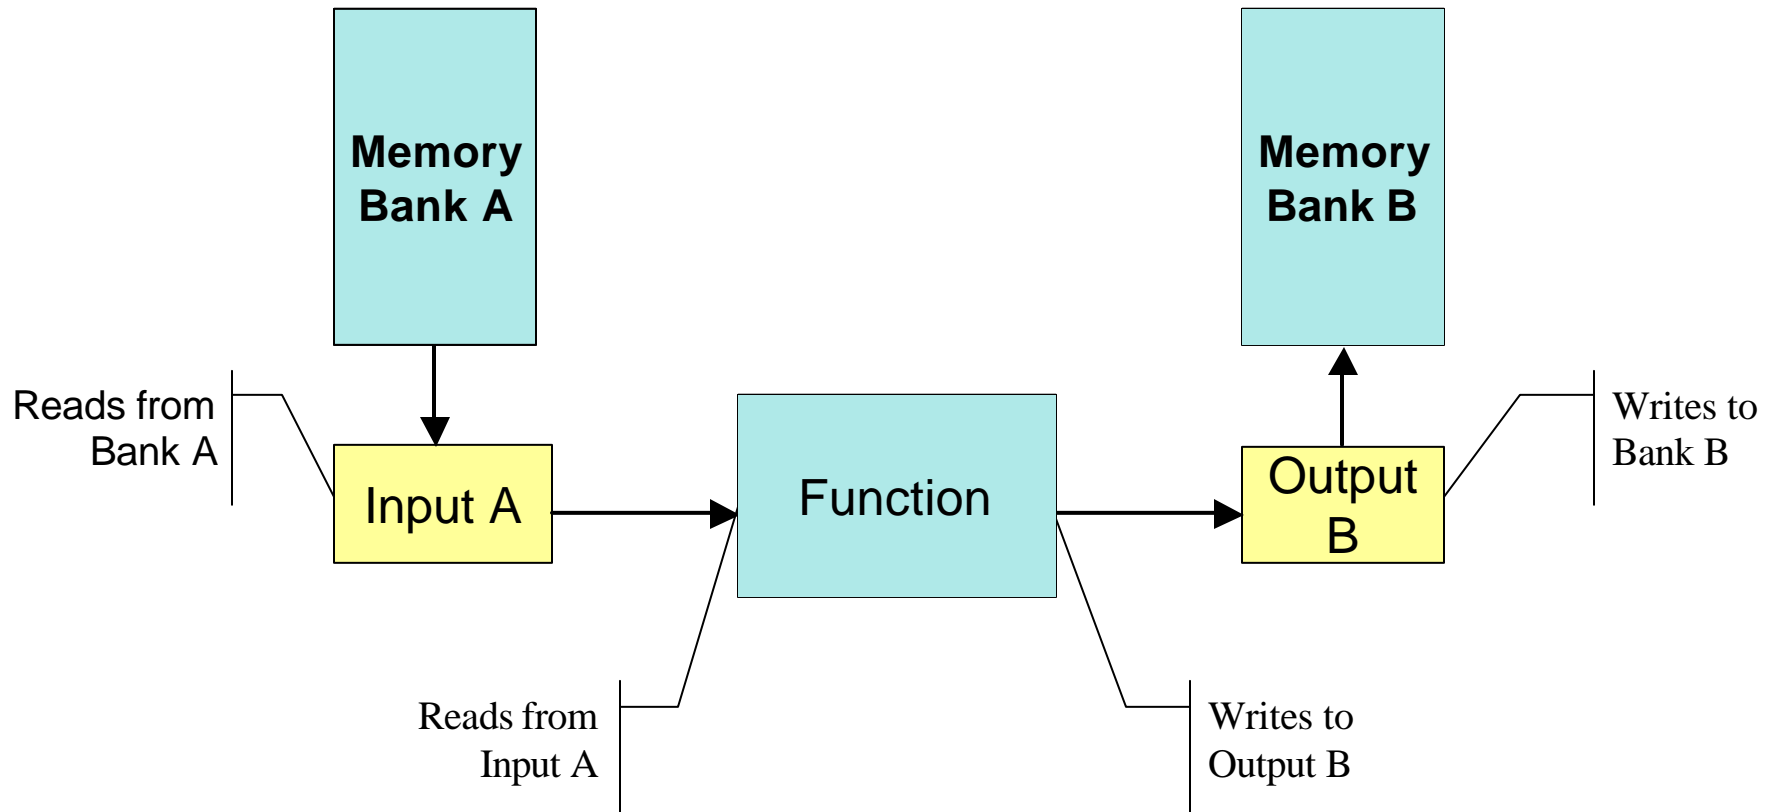 Memory
Bank A
Memory
Bank B
Reads from
Bank A
Input A
Function
Output
B
Writes to
Bank B
Reads from
Input A
Writes to
Output B